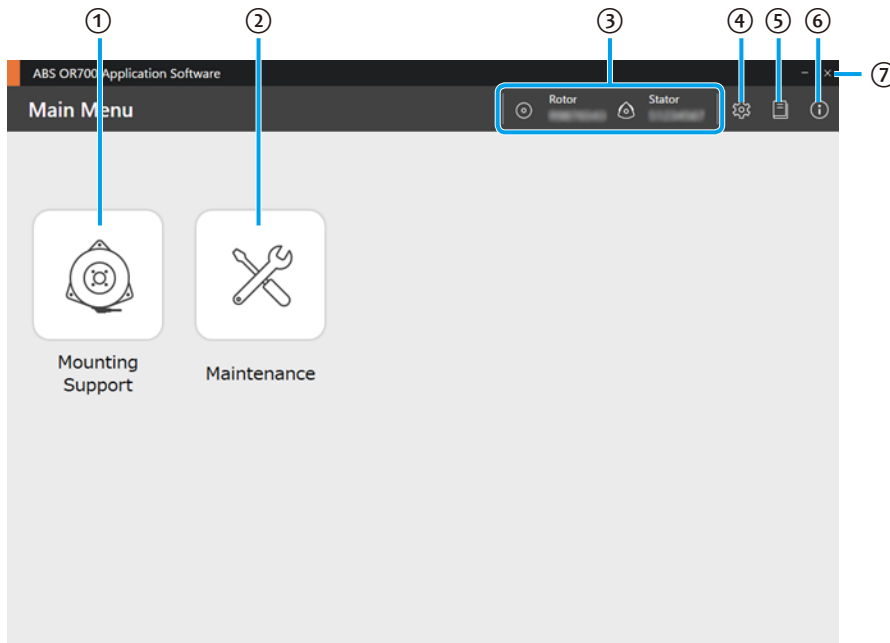 ① ② ③ ④ ⑤ ⑥
ABS OR700 Application Software
⑦
Main Menu
Rotor
Stator
Mounting
Support
Maintenance